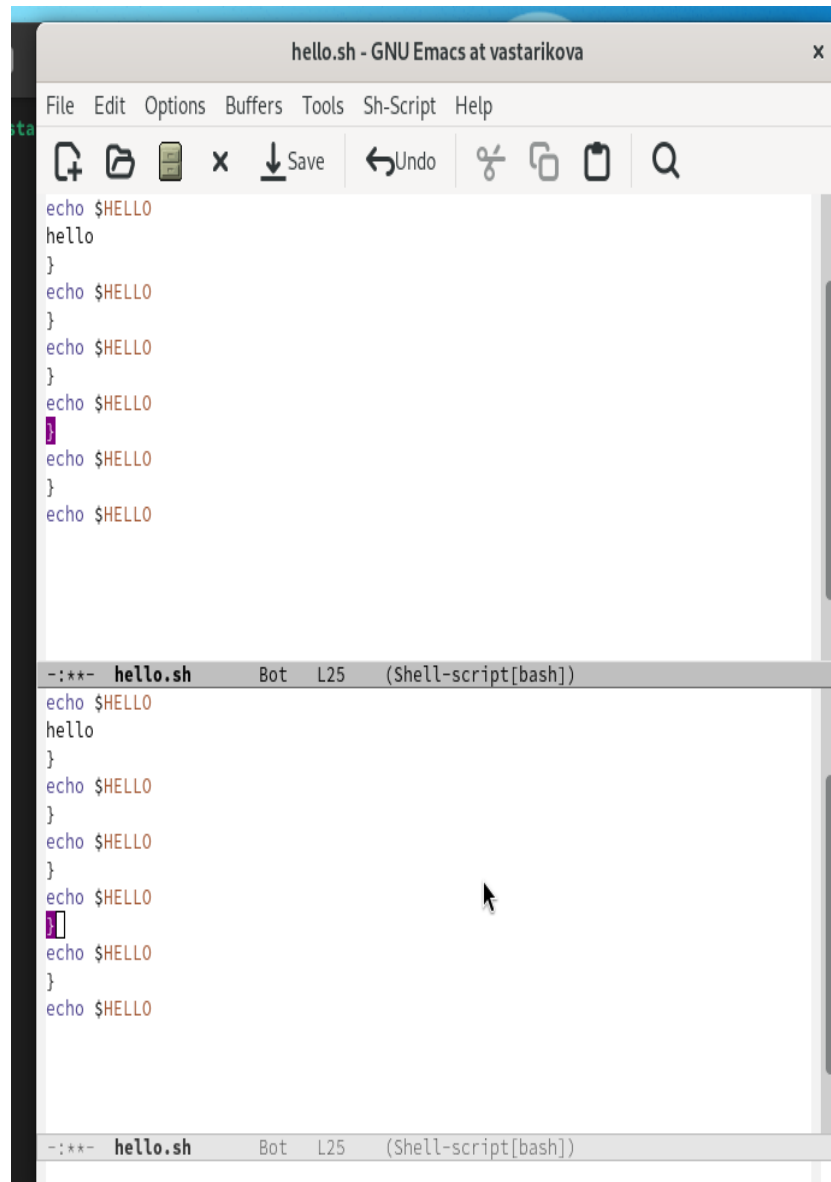 hello.sh - GNU Emacs at vastarikova
File Edit Options Buffers Tools Sh-Script Help
sta
Save Undo
echo $HELLO
hello
}
echo $HELLO
}
echo $HELLO
}
echo $HELLO
}
echo $HELLO
}
echo $HELLO
-:**- hello.sh Bot L25 (Shell-script[bash])
echo $HELLO
hello
}
echo $HELLO
}
echo $HELLO
}
echo $HELLO
}
echo $HELLO
}
echo $HELLO
-:**- hello.sh Bot L25 (Shell-script[bash])